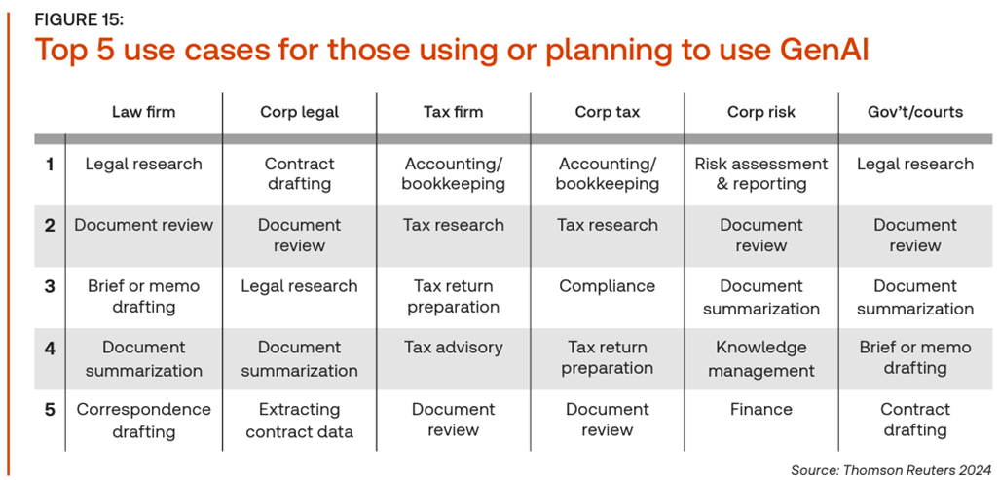 FIGURE 15:
Top 5 use cases for those using or planning to use GenAI
Law firm Corp legal Tax firm Corp tax Corp risk Gov't/courts
1 Legal research Contract drafting Accounting/bookkeeping Accounting/bookkeeping Risk assessment & reporting Legal research
2 Document review Document review Tax research Tax research Document review Document review
3 Brief or memo drafting Legal research Tax return preparation Compliance Document summarization Document summarization
4 Document summarization Document summarization Tax advisory Tax return preparation Knowledge management Brief or memo drafting
5 Correspondence drafting Extracting contract data Document review Document review Finance Contract drafting
Source: Thomson Reuters 2024